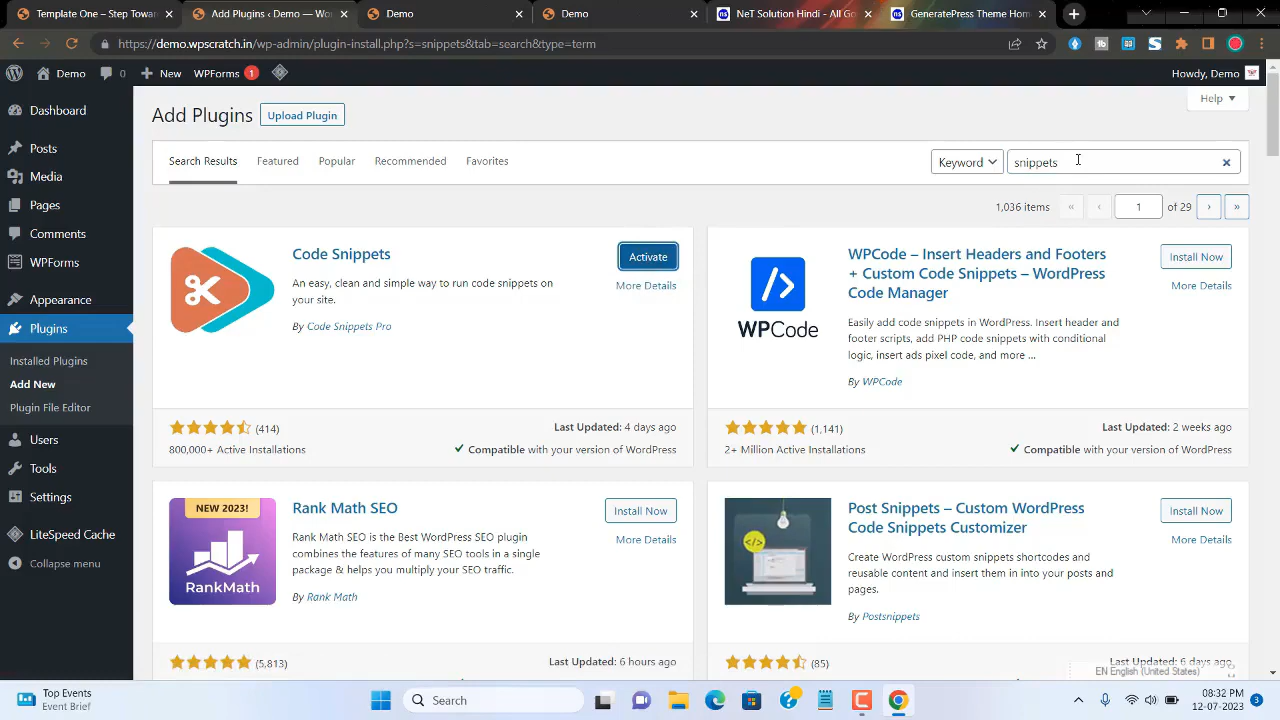 Template One – Step Towar
Add Plugins ‹ Demo — Wo
Demo
Demo
NeT Solution Hindi - All Go
GeneratePress Theme Hom
https://demo.wpscratch.in/wp-admin/plugin-install.php?s=snippets&tab=search&type=term
Demo
0
New
WPForms
1
Howdy, Demo
Dashboard
Posts
Media
Pages
Comments
WPForms
Appearance
Plugins
Installed Plugins
Add New
Plugin File Editor
Users
Tools
Settings
LiteSpeed Cache
Collapse menu
Add Plugins
Upload Plugin
Help
Search Results
Featured
Popular
Recommended
Favorites
Keyword
snippets
1,036 items
«
‹
1
of 29
›
»
Code Snippets
Activate
More Details
An easy, clean and simple way to run code snippets on
your site.
By Code Snippets Pro
(414)
800,000+ Active Installations
Last Updated: 4 days ago
Compatible with your version of WordPress
WPCode
WPCode – Insert Headers and Footers
+ Custom Code Snippets – WordPress
Code Manager
Install Now
More Details
Easily add code snippets in WordPress. Insert header and
footer scripts, add PHP code snippets with conditional
logic, insert ads pixel code, and more ...
By WPCode
(1,141)
2+ Million Active Installations
Last Updated: 2 weeks ago
Compatible with your version of WordPress
NEW 2023!
RankMath
Rank Math SEO
Install Now
More Details
Rank Math SEO is the Best WordPress SEO plugin
combines the features of many SEO tools in a single
package & helps you multiply your SEO traffic.
By Rank Math
(5,813)
Last Updated: 6 hours ago
</>
Post Snippets – Custom WordPress
Code Snippets Customizer
Install Now
More Details
Create WordPress custom snippets shortcodes and
reusable content and insert them in into your posts and
pages.
By Postsnippets
(85)
Last Updated: 6 days ago
EN English (United States)
Top Events
Event Brief
Search
08:32 PM
12-07-2023
3